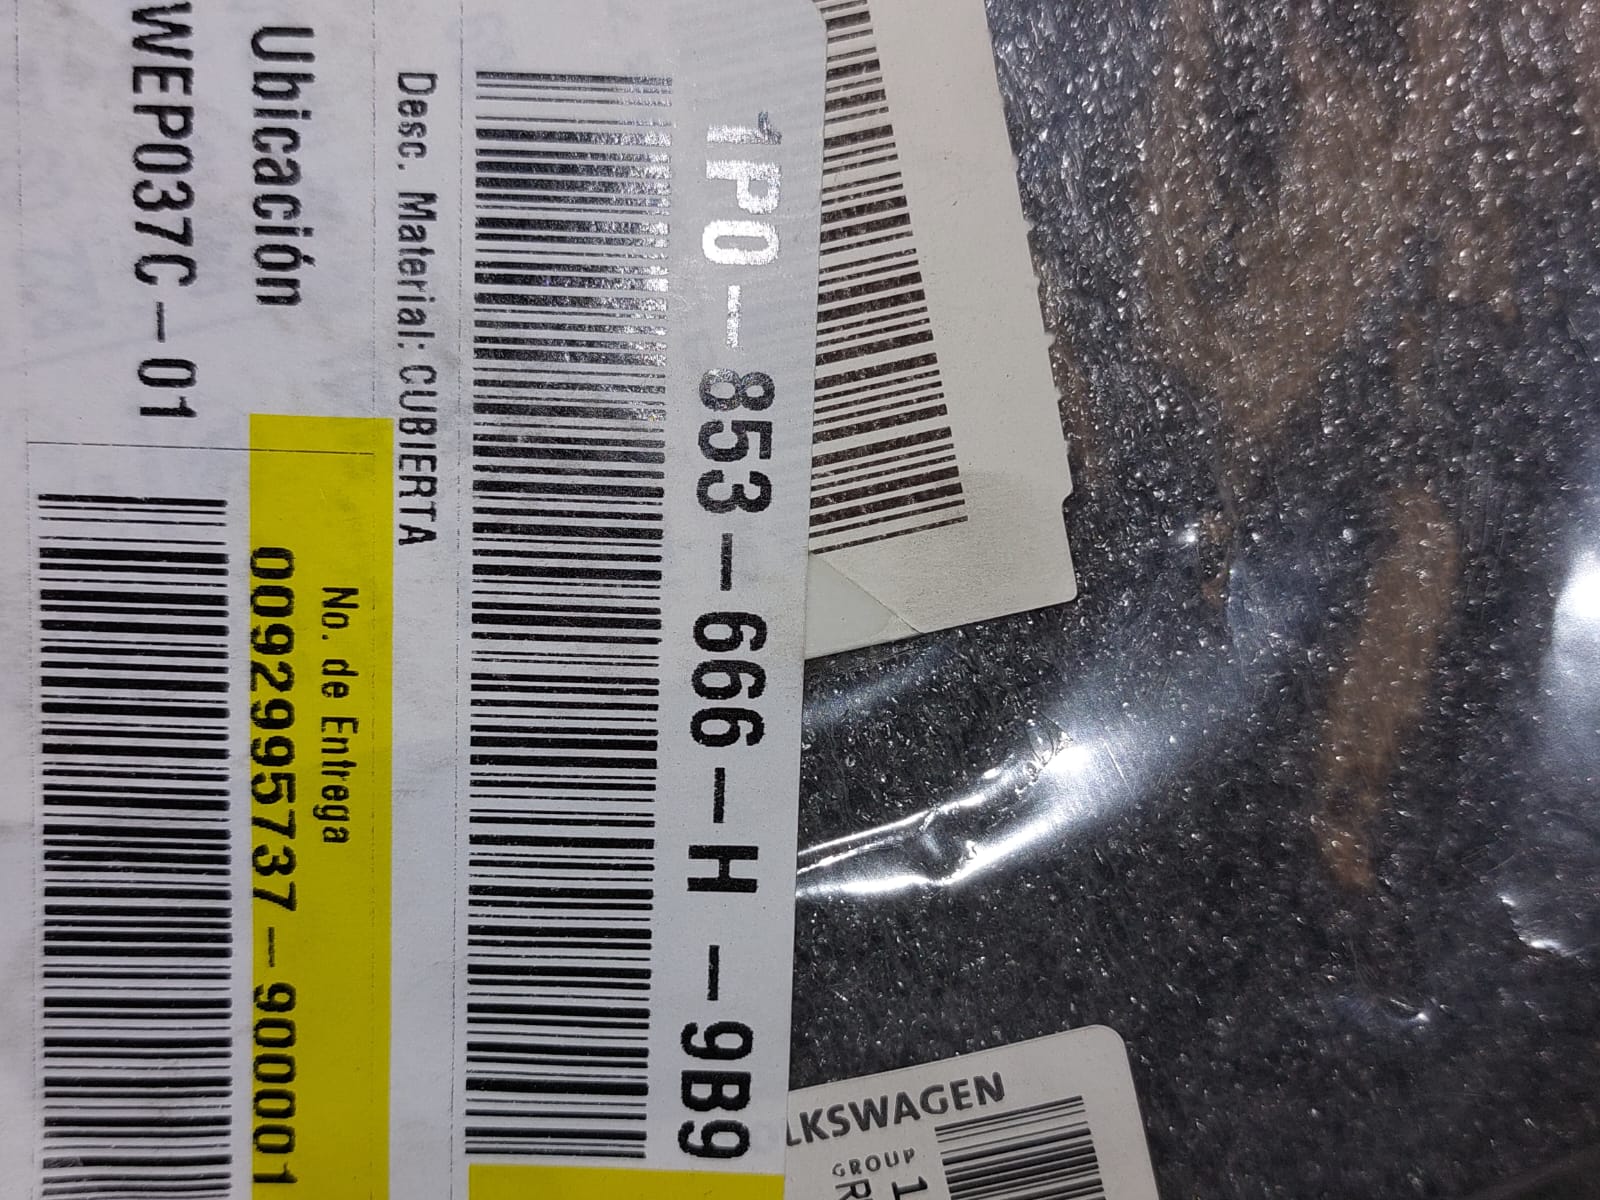 1P0-853-666-H -9B9
Desc. Material: CUBIERTA
Ubicación
WEP037C-01
No. de Entrega
0092995737-900001
LKSWAGEN
GROUP